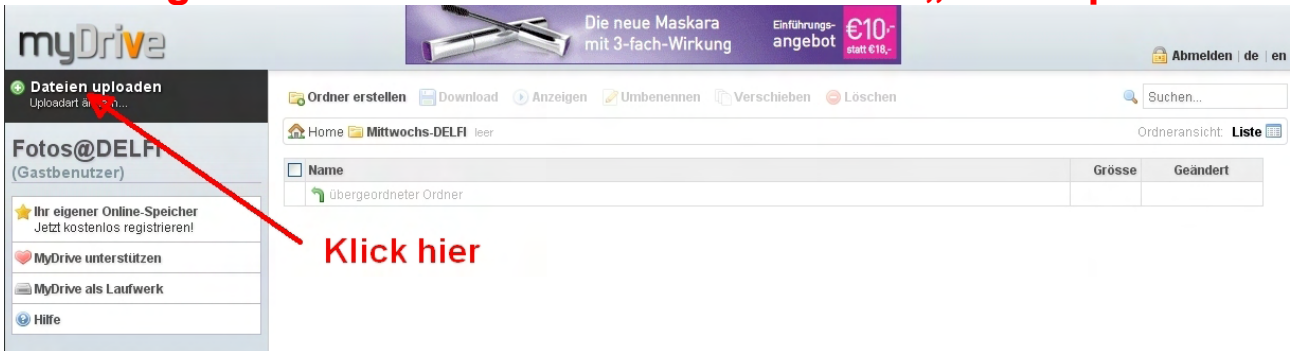 myDrive
Die neue Maskara
mit 3-fach-Wirkung
Einführungs-
angebot
€10,-
statt €18,-
Abmelden | de | en
Dateien uploaden
Uploadart
Ordner erstellen Download Anzeigen Umbenennen Verschieben Löschen
Suchen...
Home Mittwochs-DELFI leer
Ordneransicht: Liste
Fotos@DELFI
(Gastbenutzer)
Name Grösse Geändert
übergeordneter Ordner
Ihr eigener Online-Speicher
Jetzt kostenlos registrieren!
Klick hier
MyDrive unterstützen
MyDrive als Laufwerk
Hilfe